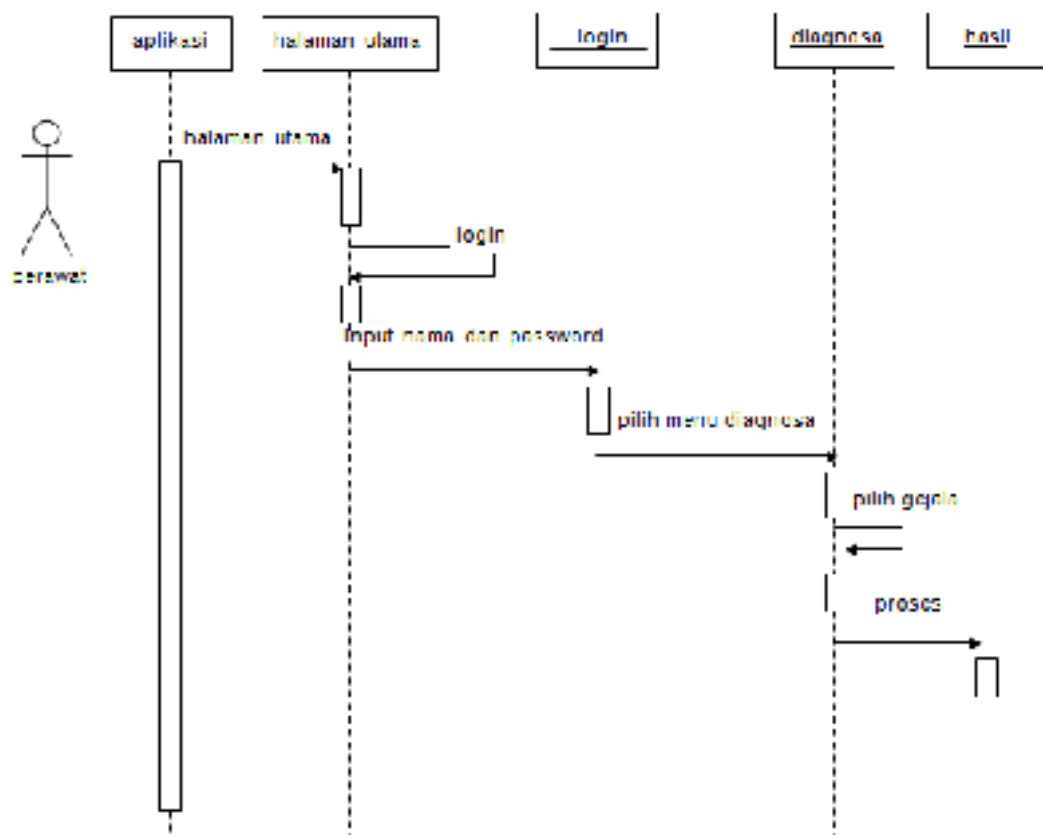 aplikasi
halaman utama
login
diagnosa
hasil
halaman utama
perawat
login
Input nama dan password
pilih menu diagnosa
pilih gejala
proses